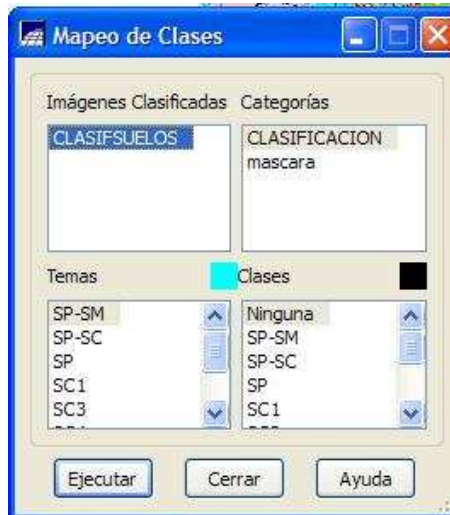 Mapeo de Clases
Imágenes Clasificadas Categorías
CLASIFSUELOS
CLASIFICACION
mascara
Temas
Clases
SP-SM
SP-SC
SP
SC1
SC3
Ninguna
SP-SM
SP-SC
SP
SC1
Ejecutar Cerrar Ayuda